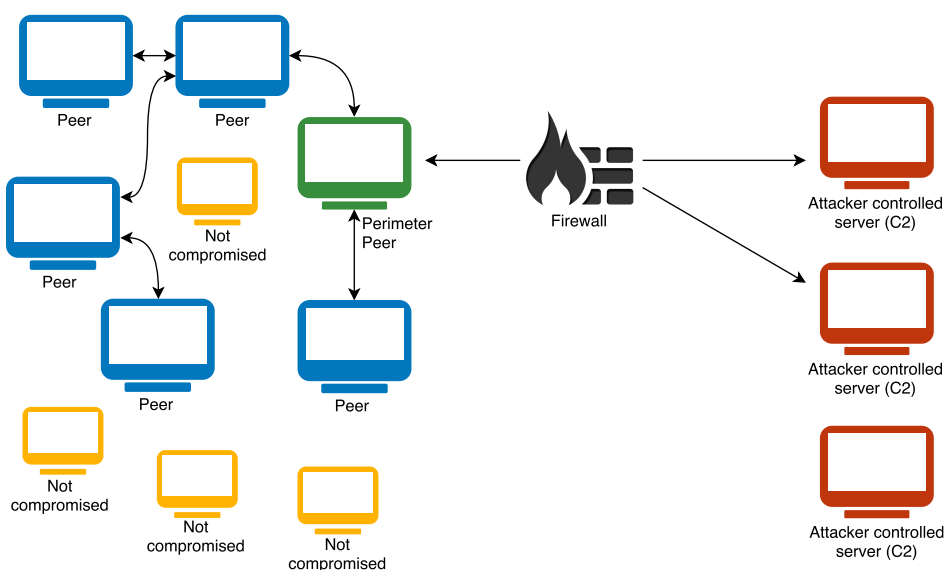 Peer
Peer
Perimeter
Peer
Firewall
Attacker controlled
server (C2)
Not
compromised
Peer
Peer
Peer
Attacker controlled
server (C2)
Not
compromised
Not
compromised
Not
compromised
Attacker controlled
server (C2)